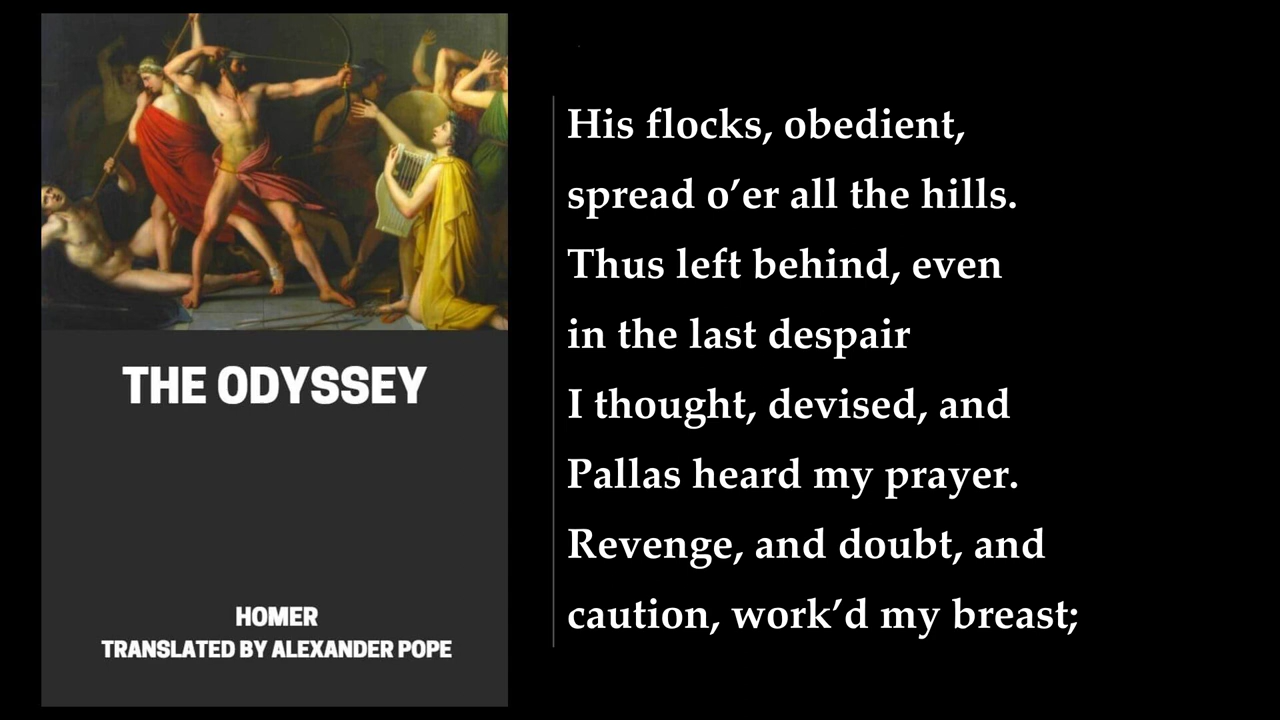 THE ODYSSEY
HOMER
TRANSLATED BY ALEXANDER POPE
His flocks, obedient,
spread o’er all the hills.
Thus left behind, even
in the last despair
I thought, devised, and
Pallas heard my prayer.
Revenge, and doubt, and
caution, work’d my breast;